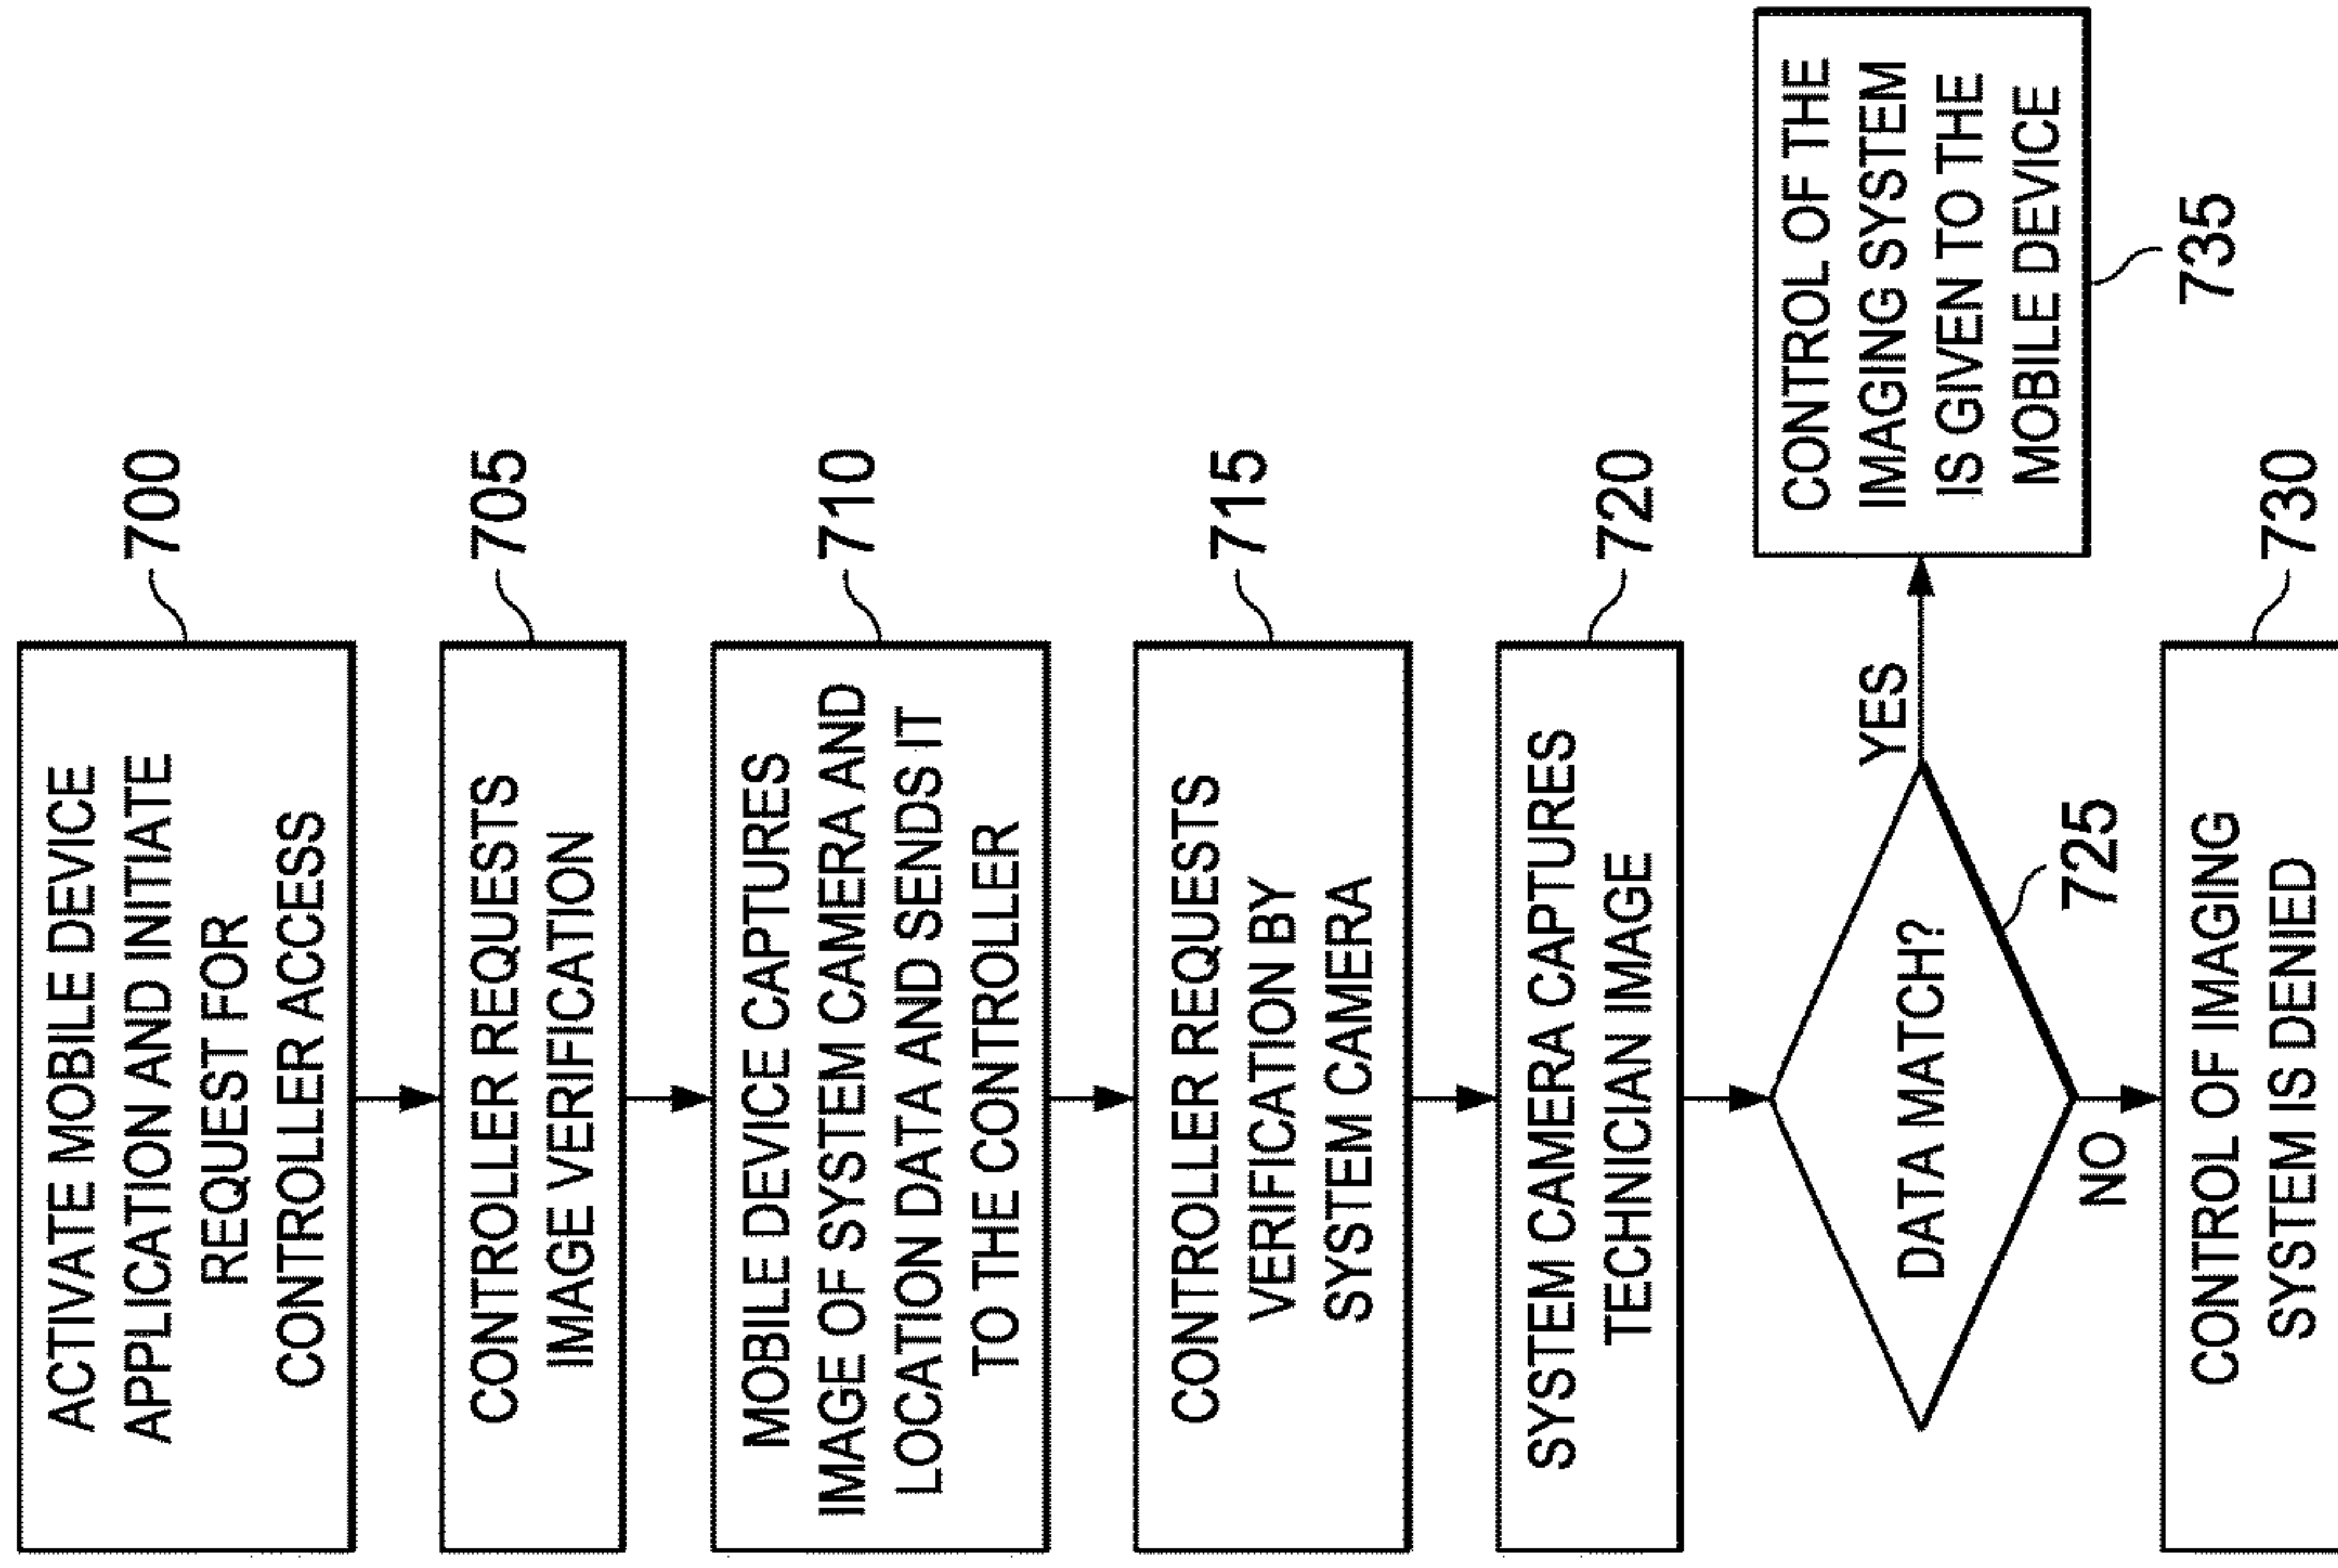 ACTIVATE MOBILE DEVICE
APPLICATION AND INITIATE
REQUEST FOR
CONTROLLER ACCESS
700
CONTROLLER REQUESTS
IMAGE VERIFICATION
705
MOBILE DEVICE CAPTURES
IMAGE OF SYSTEM CAMERA AND
LOCATION DATA AND SENDS IT
TO THE CONTROLLER
710
CONTROLLER REQUESTS
VERIFICATION BY
SYSTEM CAMERA
715
SYSTEM CAMERA CAPTURES
TECHNICIAN IMAGE
720
DATA MATCH?
725
YES
CONTROL OF THE
IMAGING SYSTEM
IS GIVEN TO THE
MOBILE DEVICE
735
NO
CONTROL OF IMAGING
SYSTEM IS DENIED
730